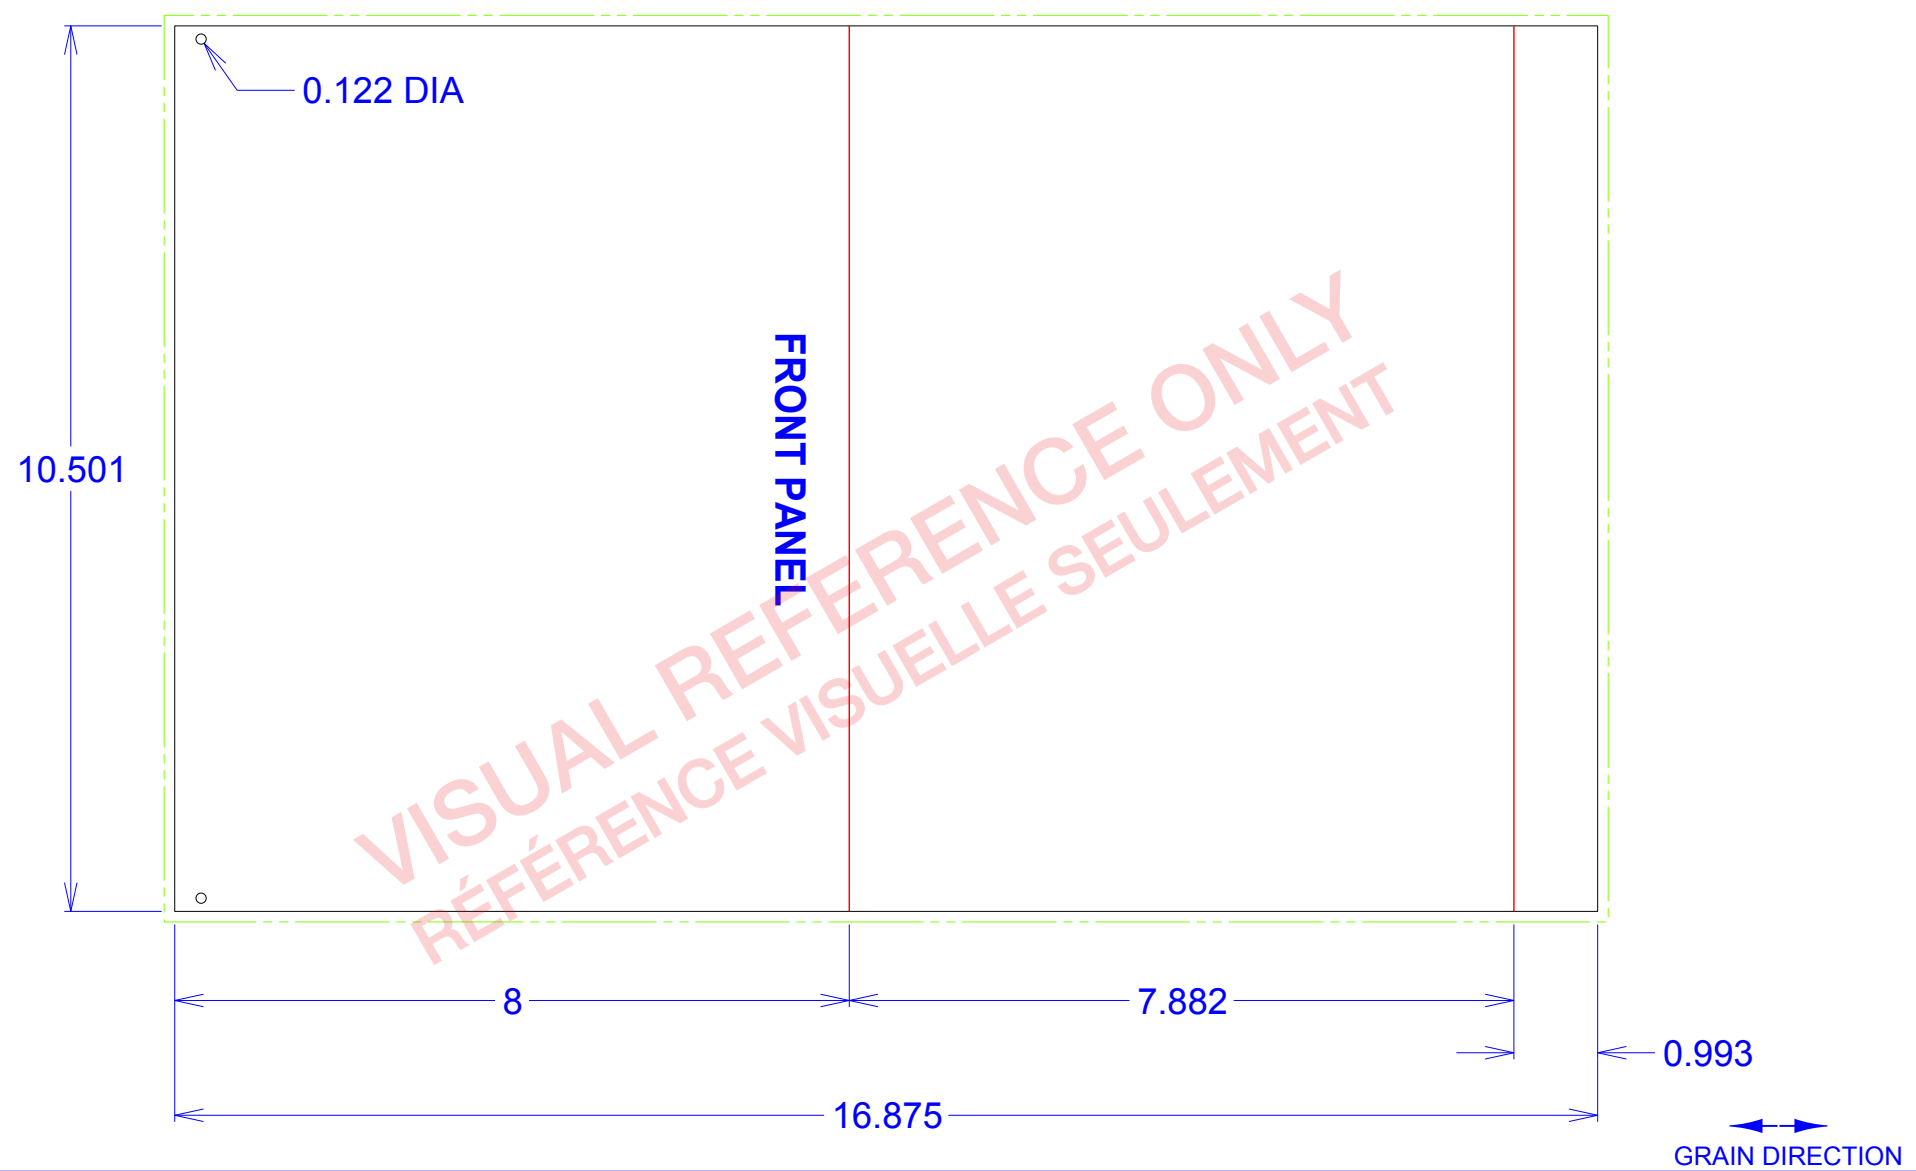 0.122 DIA
10.501
FRONT PANEL
VISUAL REFERENCE ONLY
RÉFÉRENCE VISUELLE SEULEMENT
8
7.882
0.993
16.875
GRAIN DIRECTION